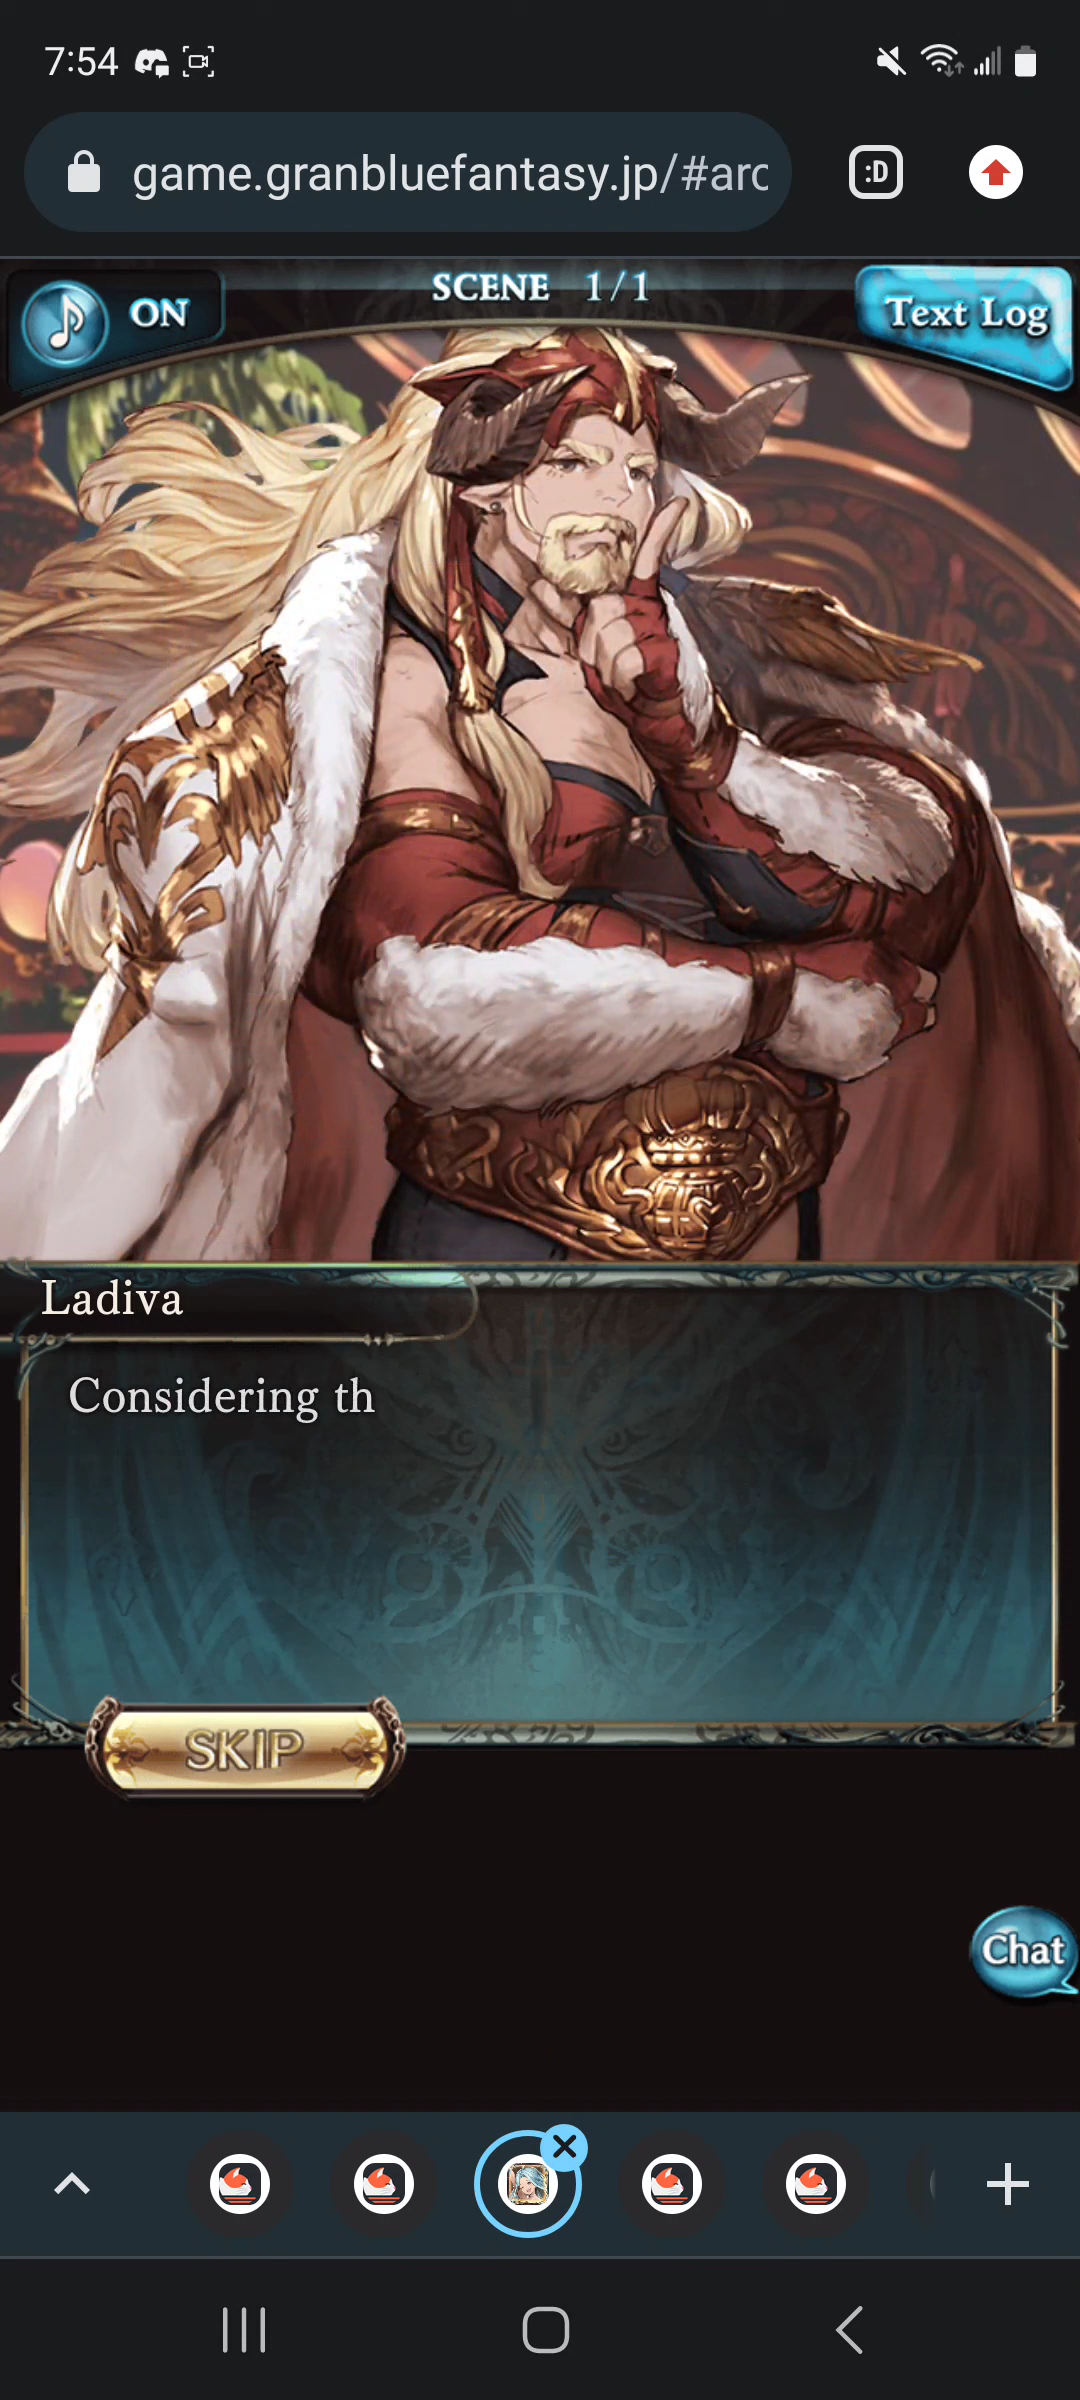 7:54
game.granbluefantasy.jp/#arc
:D
ON
SCENE 1/1
Text Log
Ladiva
Considering th
SKIP
Chat